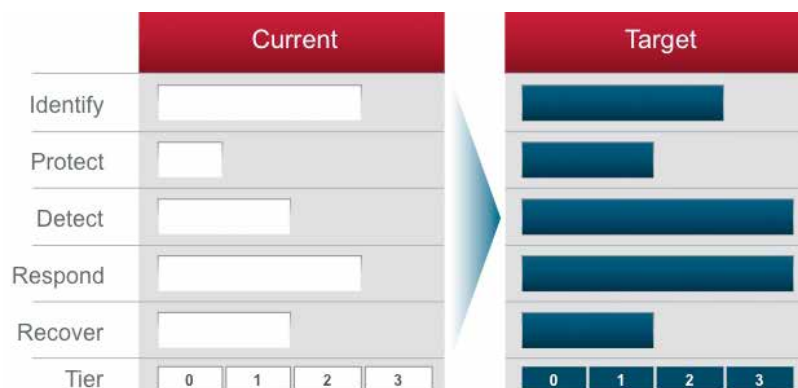 Current Target
Identify
Protect
Detect
Respond
Recover
Tier 0 1 2 3 0 1 2 3